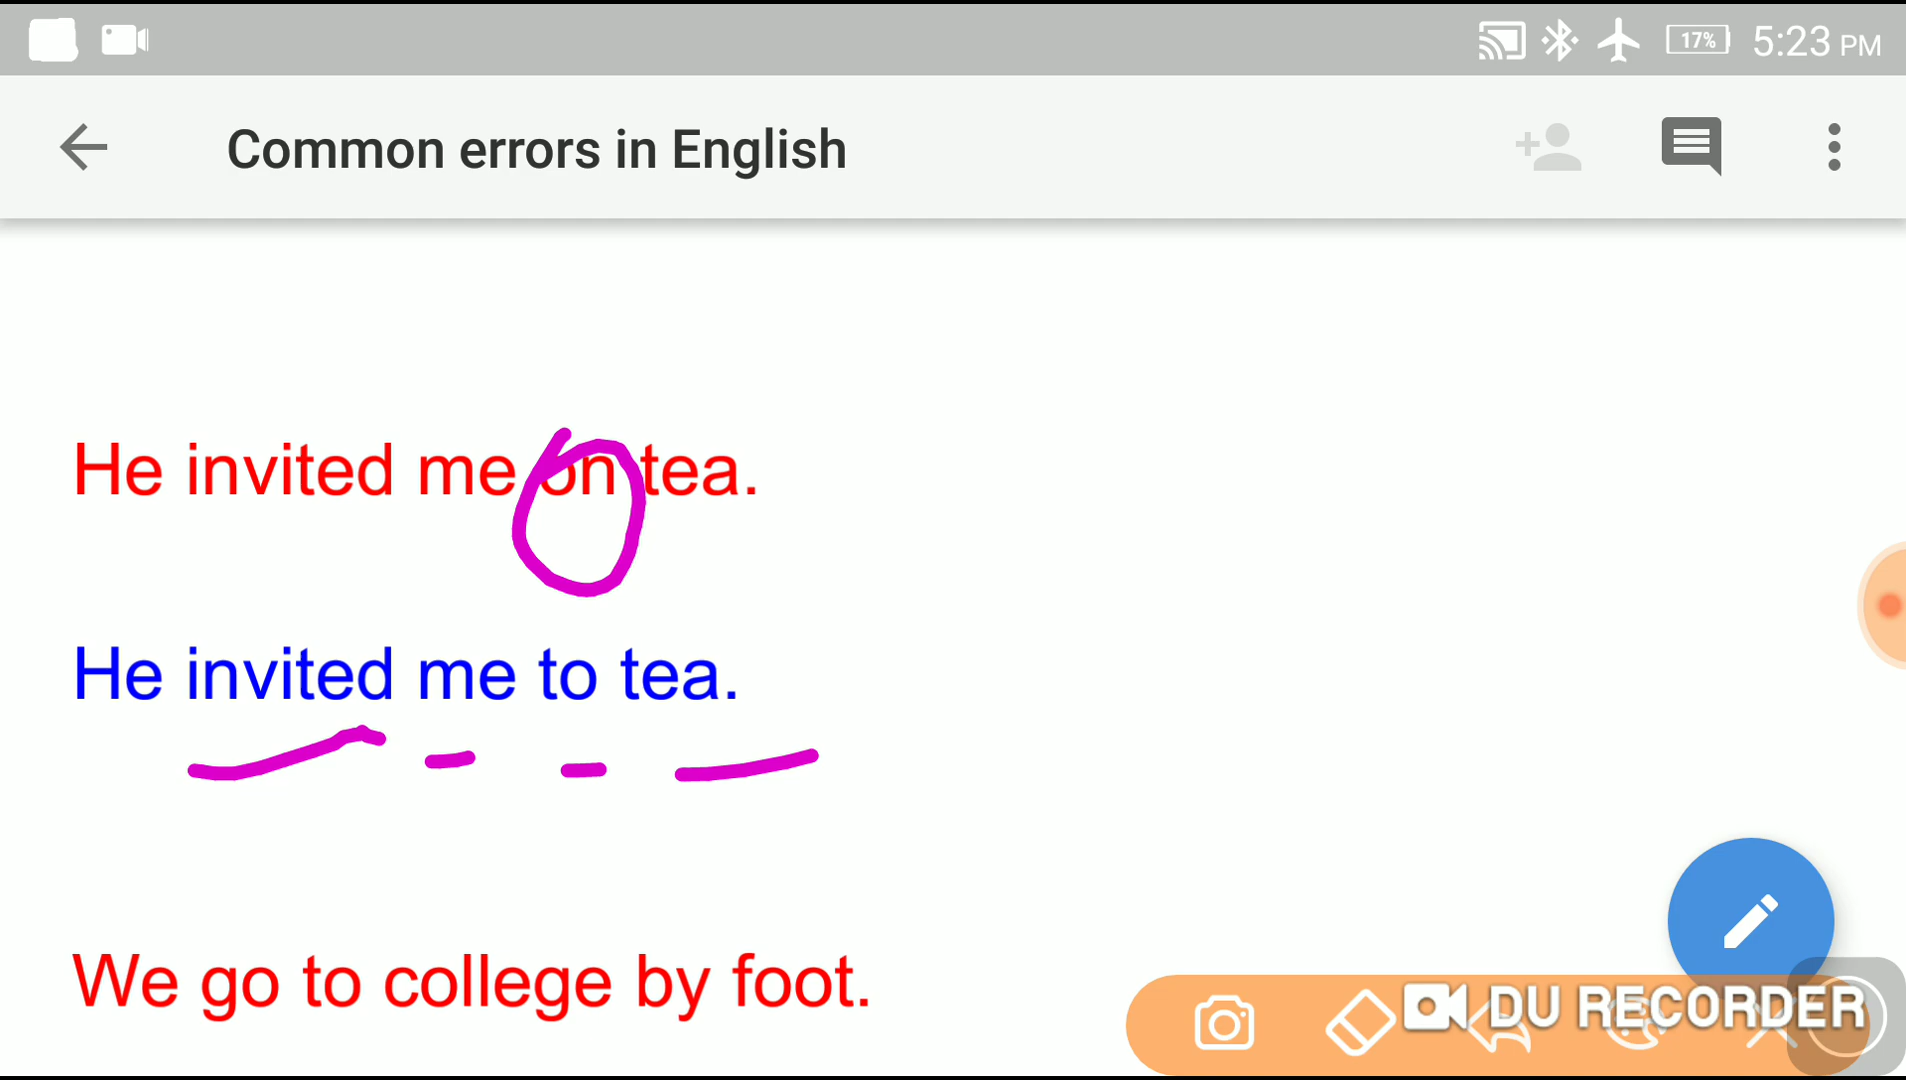 17% 5:23 PM
Common errors in English
He invited me on tea.
He invited me to tea.
We go to college by foot.
DU RECORDER